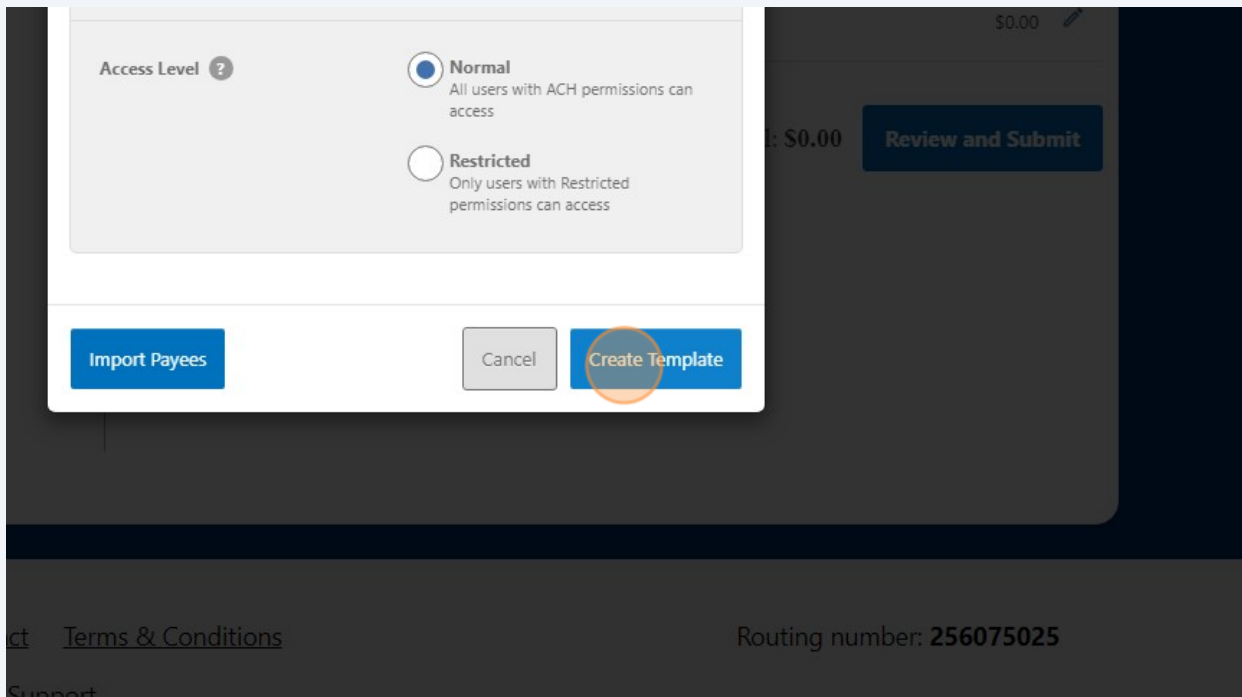 $0.00
Access Level ?
Normal
All users with ACH permissions can
access
Restricted
Only users with Restricted
permissions can access
: $0.00
Review and Submit
Import Payees
Cancel
Create Template
Terms & Conditions
Routing number: 256075025
Support